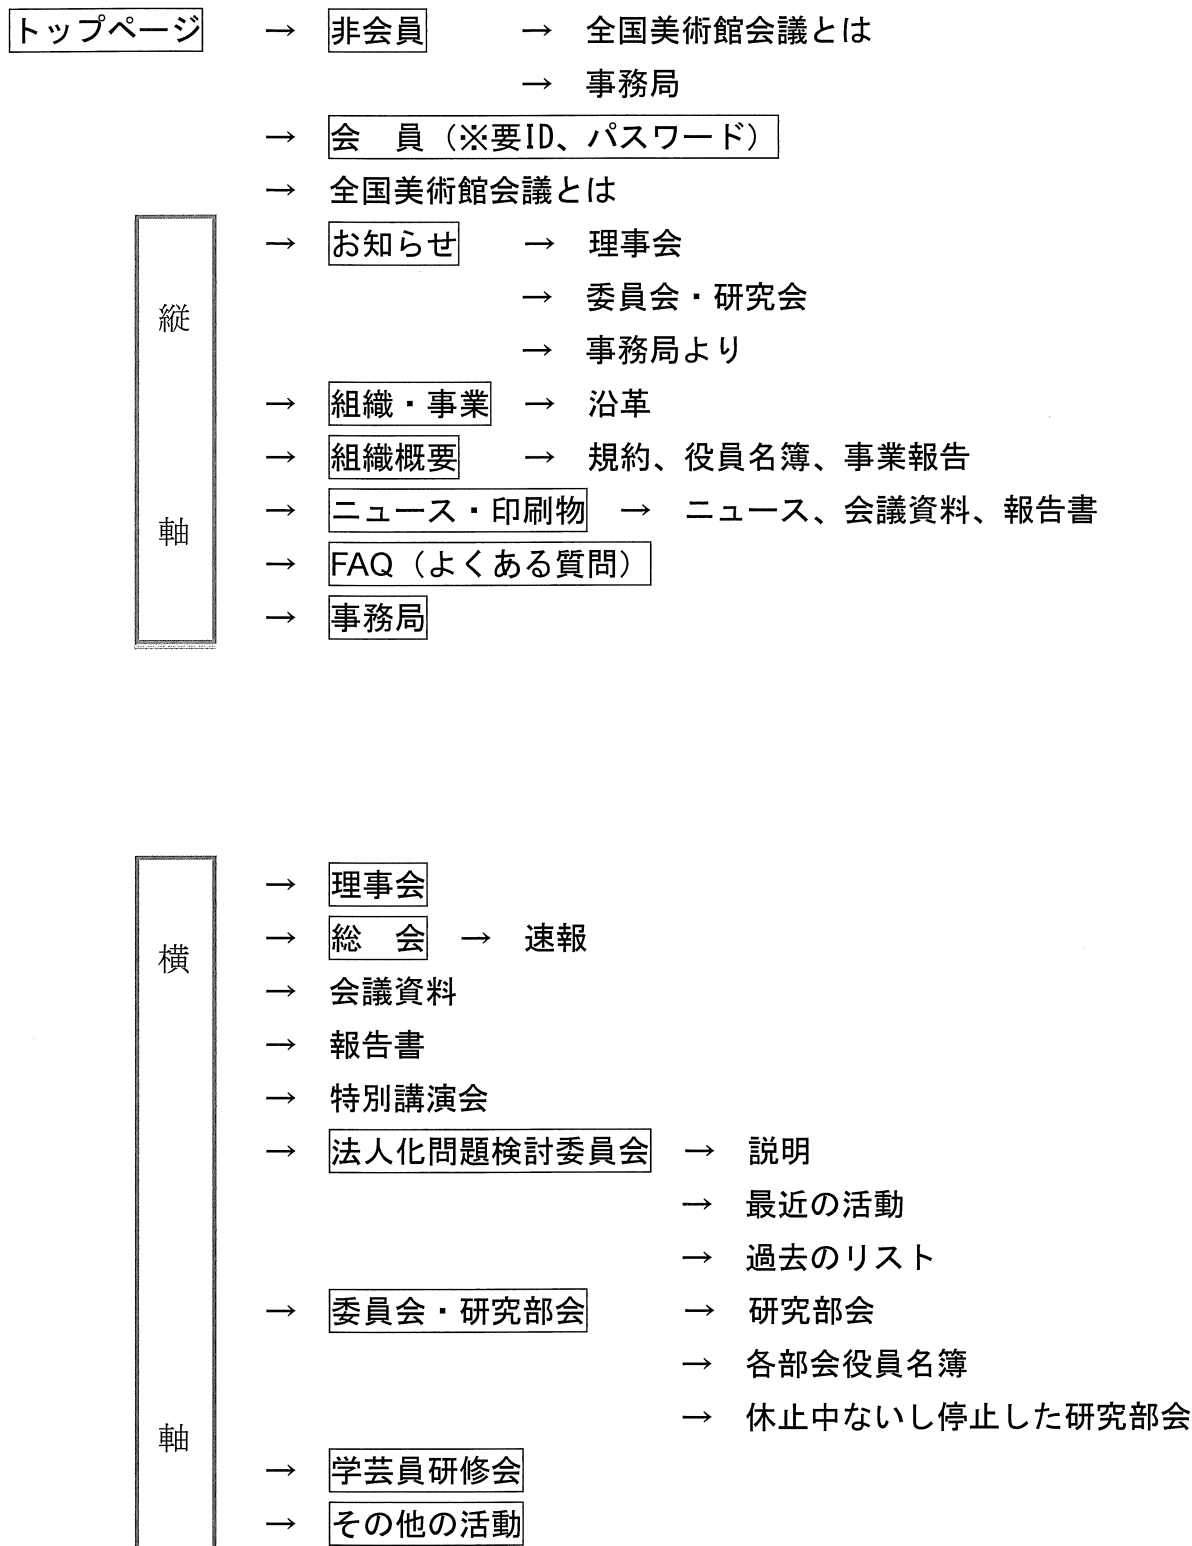 トップページ → 非会員 → 全国美術館会議とは
→ 事務局
→ 会　員（※要ID、パスワード）
→ 全国美術館会議とは
縦軸
→ お知らせ → 理事会
→ 委員会・研究会
→ 事務局より
→ 組織・事業 → 沿革
→ 組織概要 → 規約、役員名簿、事業報告
→ ニュース・印刷物 → ニュース、会議資料、報告書
→ FAQ（よくある質問）
→ 事務局
横軸
→ 理事会
→ 総　会 → 速報
→ 会議資料
→ 報告書
→ 特別講演会
→ 法人化問題検討委員会 → 説明
→ 最近の活動
→ 過去のリスト
→ 委員会・研究部会 → 研究部会
→ 各部会役員名簿
→ 休止中ないし停止した研究部会
→ 学芸員研修会
→ その他の活動